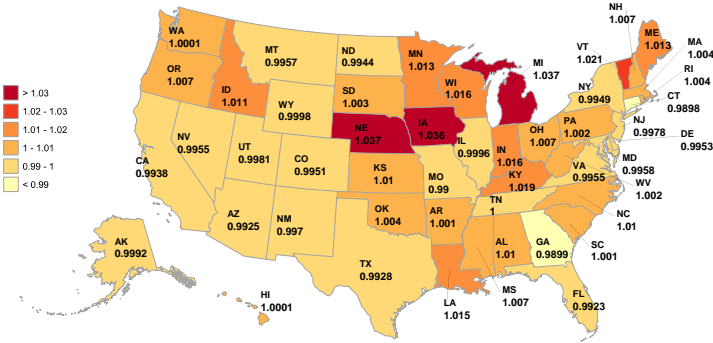 NH
1.007
WA
1.0001
ME
1.013
MA
1.004
VT
1.021
MT
0.9957
ND
0.9944
MN
1.013
MI
1.037
RI
1.004
OR
1.007
ID
1.011
WI
1.016
NY
0.9949
CT
0.9898
> 1.03
1.02 - 1.03
1.01 - 1.02
1 - 1.01
0.99 - 1
< 0.99
SD
1.003
WY
0.9998
NJ
0.9978
PA
1.002
IA
1.036
NE
1.037
OH
1.007
DE
0.9953
NV
0.9955
IL
0.9996
IN
1.016
UT
0.9981
CO
0.9951
MD
0.9958
CA
0.9938
KS
1.01
MO
0.99
KY
1.019
VA
0.9955
WV
1.002
TN
1
OK
1.004
AR
1.001
NC
1.01
AZ
0.9925
NM
0.997
AL
1.01
GA
0.9899
SC
1.001
AK
0.9992
TX
0.9928
MS
1.007
HI
1.0001
LA
1.015
FL
0.9923